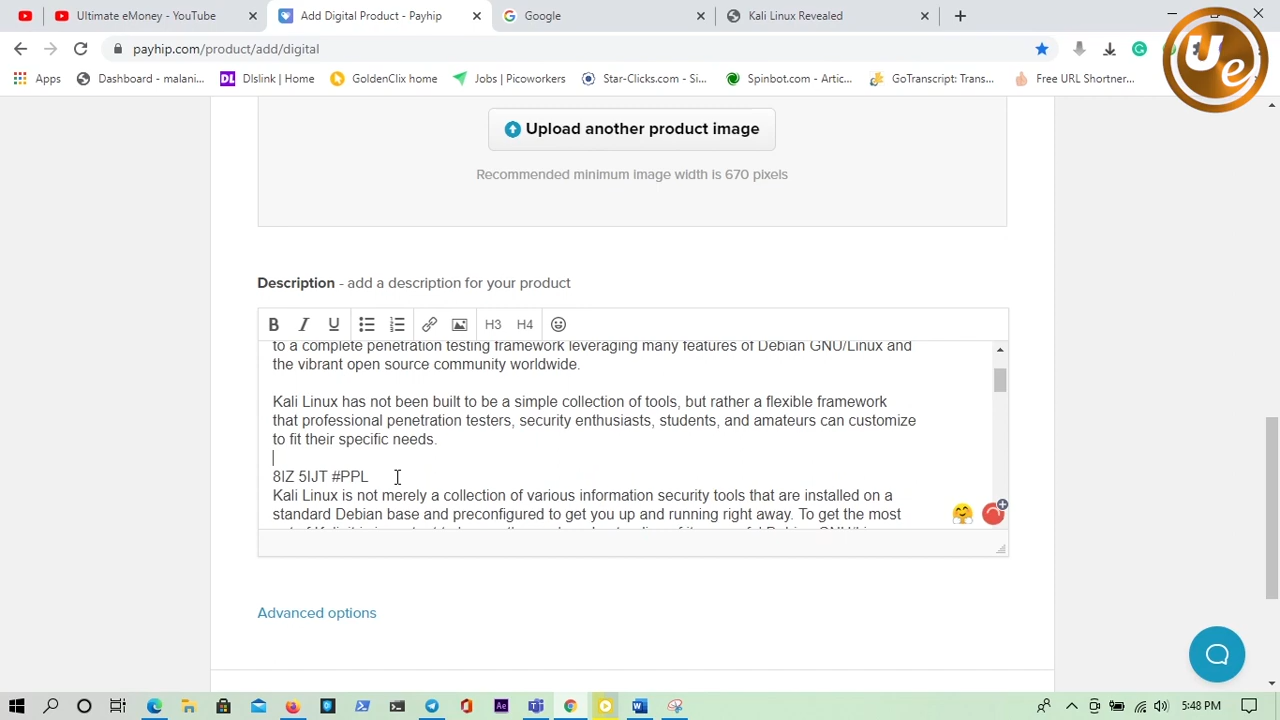 Ultimate eMoney - YouTube
Add Digital Product - Payhip
Google
Kali Linux Revealed
payhip.com/product/add/digital
Apps
Dashboard - malani...
DL
Dlslink | Home
GoldenClix home
Jobs | Picoworkers
Star-Clicks.com - Si...
Spinbot.com - Artic...
GoTranscript: Trans...
Free URL Shortner...
Ue
Upload another product image
Recommended minimum image width is 670 pixels
Description - add a description for your product
B I U H3 H4
to a complete penetration testing framework leveraging many features of Debian GNU/Linux and
the vibrant open source community worldwide.
Kali Linux has not been built to be a simple collection of tools, but rather a flexible framework
that professional penetration testers, security enthusiasts, students, and amateurs can customize
to fit their specific needs.
8IZ 5IJT #PPL
Kali Linux is not merely a collection of various information security tools that are installed on a
standard Debian base and preconfigured to get you up and running right away. To get the most
Advanced options
5:48 PM